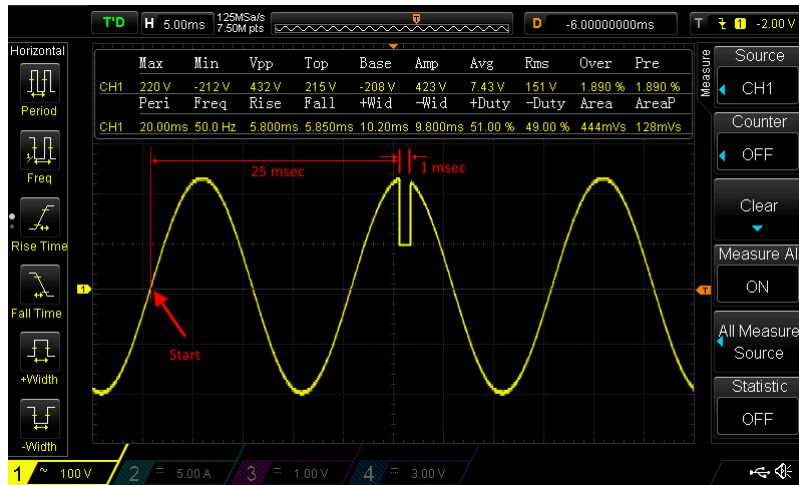 T'D H 5.00ms 125MSa/s 7.50M pts D -6.00000000ms T 1 -2.00 V
Horizontal
Period
Freq
Rise Time
Fall Time
+Width
-Width
Max Min Vpp Top Base Amp Avg Rms Over Pre
CH1 220 V -212 V 432 V 215 V -208 V 423 V 7.43 V 151 V 1.890 % 1.890 %
Peri Freq Rise Fall +Wid -Wid +Duty -Duty Area AreaP
CH1 20.00ms 50.0 Hz 5.800ms 5.850ms 10.20ms 9.800ms 51.00 % 49.00 % 444mVs 128mVs
25 msec
1 msec
1
T
Start
Measure
Source
CH1
Counter
OFF
Clear
Measure All
ON
All Measure
Source
Statistic
OFF
1 ~ 100 V 2 = 5.00 A 3 = 1.00 V 4 = 3.00 V